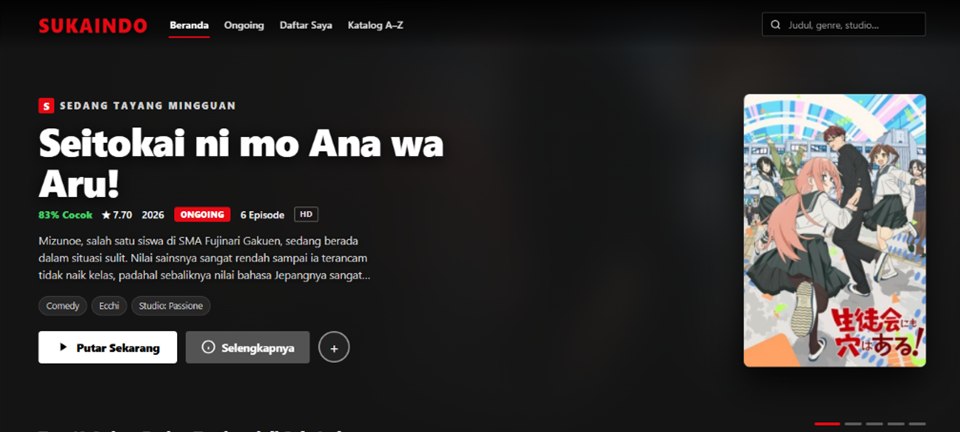 SUKAINDO
Beranda
Ongoing
Daftar Saya
Katalog A–Z
Judul, genre, studio...
S SEDANG TAYANG MINGGUAN
Seitokai ni mo Ana wa
Aru!
83% Cocok ★ 7.70 2026 ONGOING 6 Episode HD
Mizunoe, salah satu siswa di SMA Fujinari Gakuen, sedang berada
dalam situasi sulit. Nilai sainsnya sangat rendah sampai ia terancam
tidak naik kelas, padahal sebaliknya nilai bahasa Jepangnya sangat...
Comedy
Ecchi
Studio: Passione
Putar Sekarang
Selengkapnya
+
生徒会にも
穴はある!